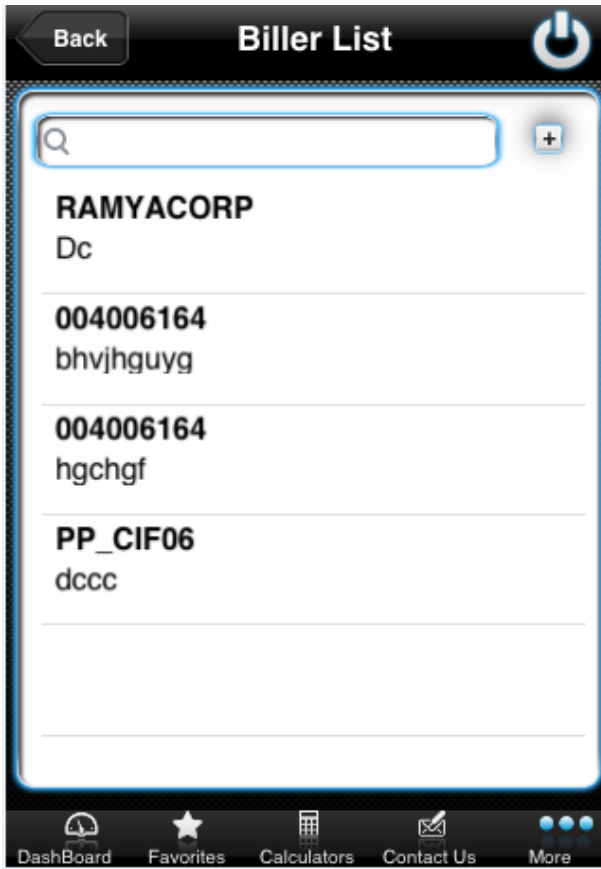 Back
Biller List
+
RAMYACORP
Dc
004006164
bhvjhguyg
004006164
hgchgf
PP_CIF06
dccc
DashBoard
Favorites
Calculators
Contact Us
More